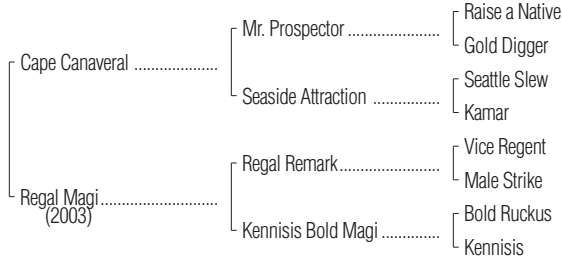 Raise a Native
Mr. Prospector ....................
Gold Digger
Cape Canaveral ..................
Seattle Slew
Seaside Attraction ..............
Kamar
Vice Regent
Regal Remark......................
Male Strike
Regal Magi.........................
(2003)
Bold Ruckus
Kennisis Bold Magi .............
Kennisis